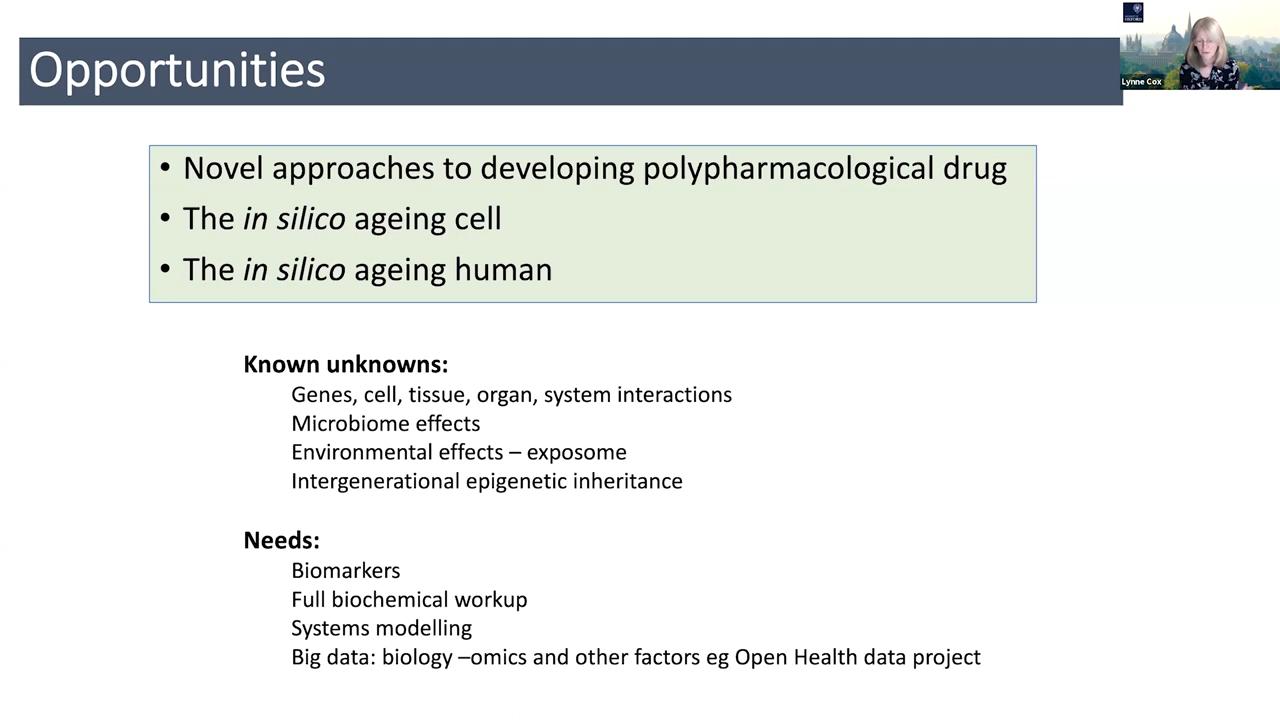 Opportunities
OXFORD
Lynne Cox
• Novel approaches to developing polypharmacological drug
• The in silico ageing cell
• The in silico ageing human
Known unknowns:
Genes, cell, tissue, organ, system interactions
Microbiome effects
Environmental effects – exposome
Intergenerational epigenetic inheritance
Needs:
Biomarkers
Full biochemical workup
Systems modelling
Big data: biology –omics and other factors eg Open Health data project